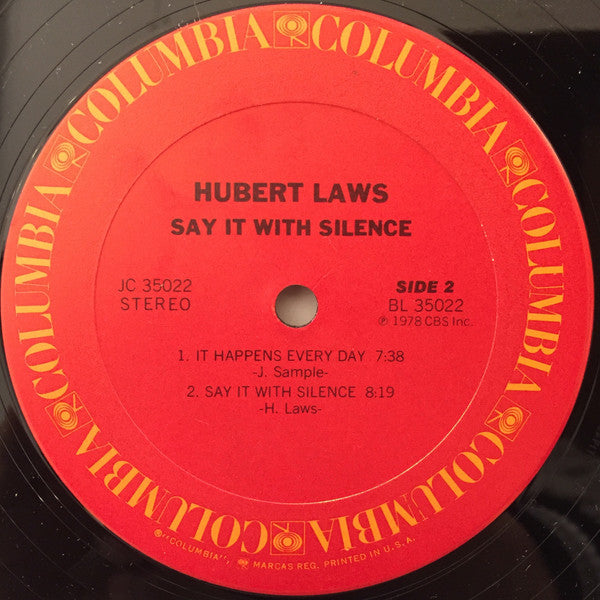 COLUMBIA COLUMBIA COLUMBIA COLUMBIA COLUMBIA COLUMBIA
HUBERT LAWS
SAY IT WITH SILENCE
JC 35022
STEREO
SIDE 2
BL 35022
℗ 1978 CBS Inc.
1. IT HAPPENS EVERY DAY 7:38
-J. Sample-
2. SAY IT WITH SILENCE 8:19
-H. Laws-
®"COLUMBIA", MARCAS REG. PRINTED IN U.S.A.